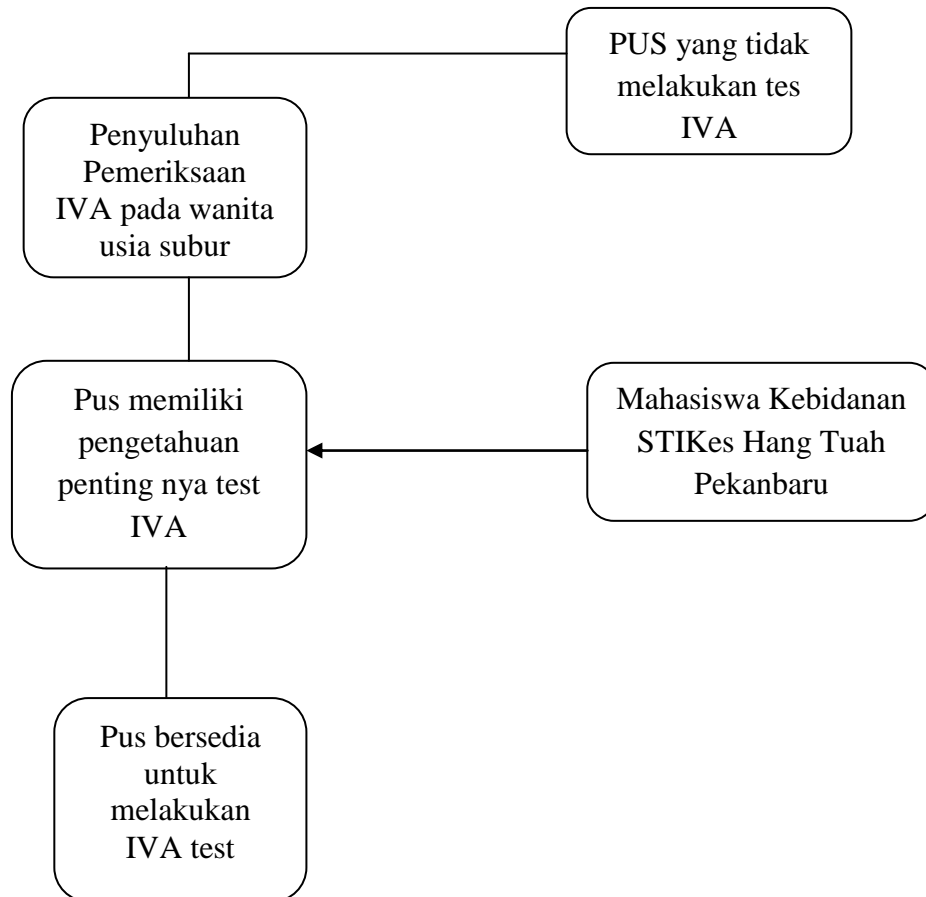 PUS yang tidak
melakukan tes
IVA
Penyuluhan
Pemeriksaan
IVA pada wanita
usia subur
Pus memiliki
pengetahuan
penting nya test
IVA
Mahasiswa Kebidanan
STIKes Hang Tuah
Pekanbaru
Pus bersedia
untuk
melakukan
IVA test